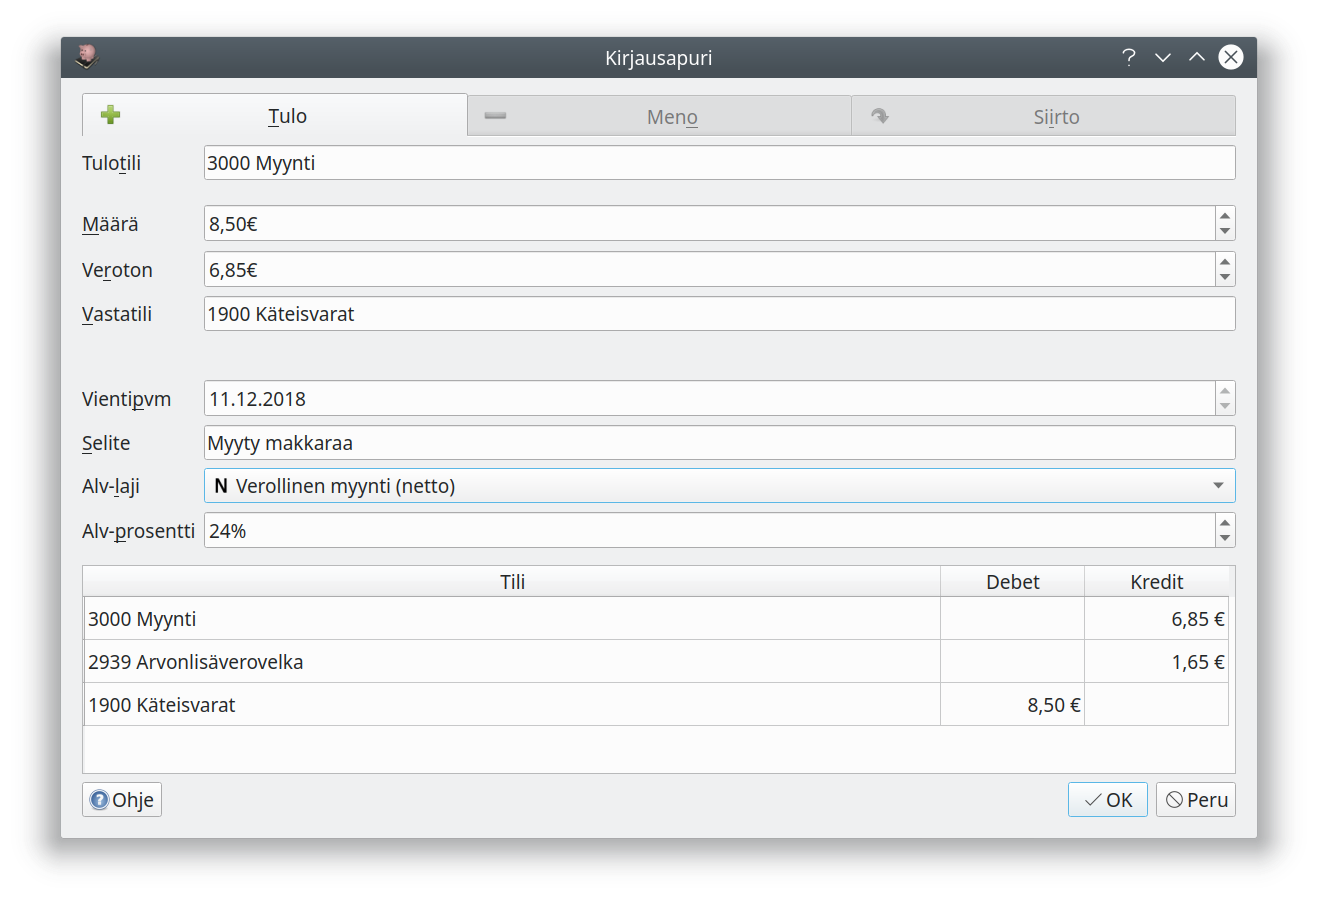 Kirjausapuri
Tulo Meno Siirto
Tulotili 3000 Myynti
Määrä 8,50€
Veroton 6,85€
Vastatili 1900 Käteisvarat
Vientipvm 11.12.2018
Selite Myyty makkaraa
Alv-laji N Verollinen myynti (netto)
Alv-prosentti 24%
Tili Debet Kredit
3000 Myynti 6,85 €
2939 Arvonlisäverovelka 1,65 €
1900 Käteisvarat 8,50 €
Ohje OK Peru